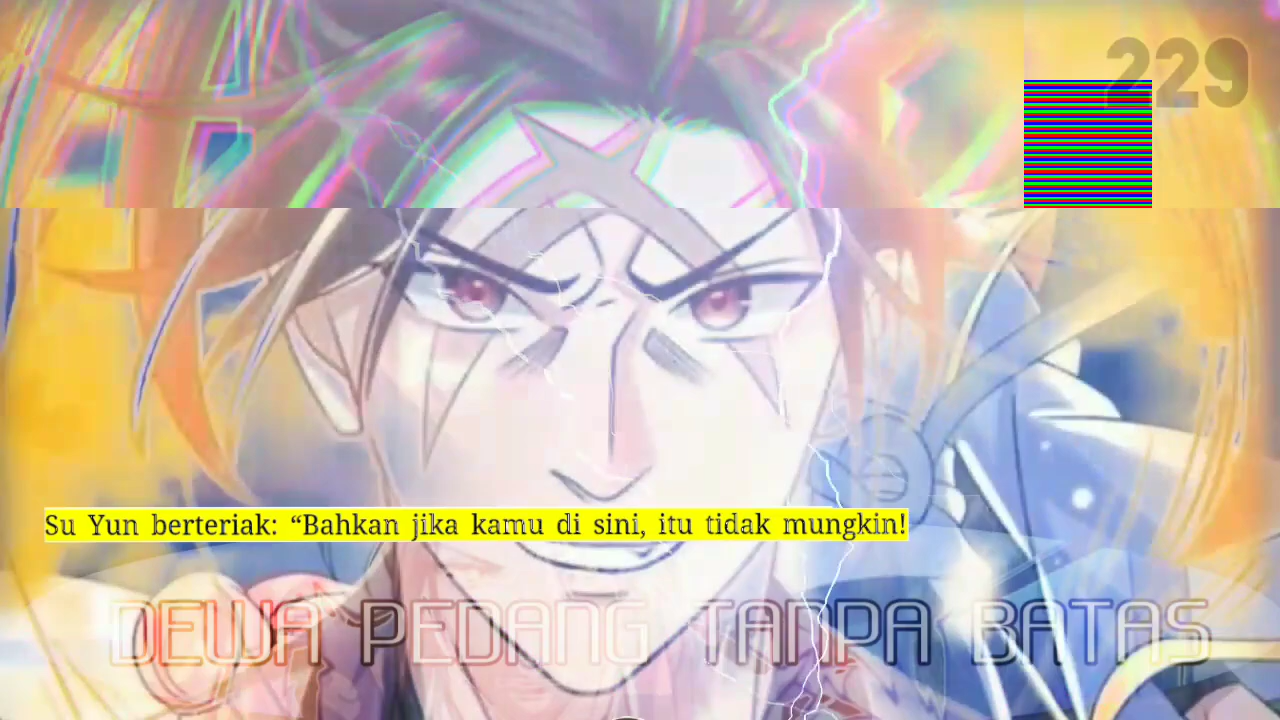 229
Su Yun berteriak: “Bahkan jika kamu di sini, itu tidak mungkin!
DEWA PEDANG TANPA BATAS